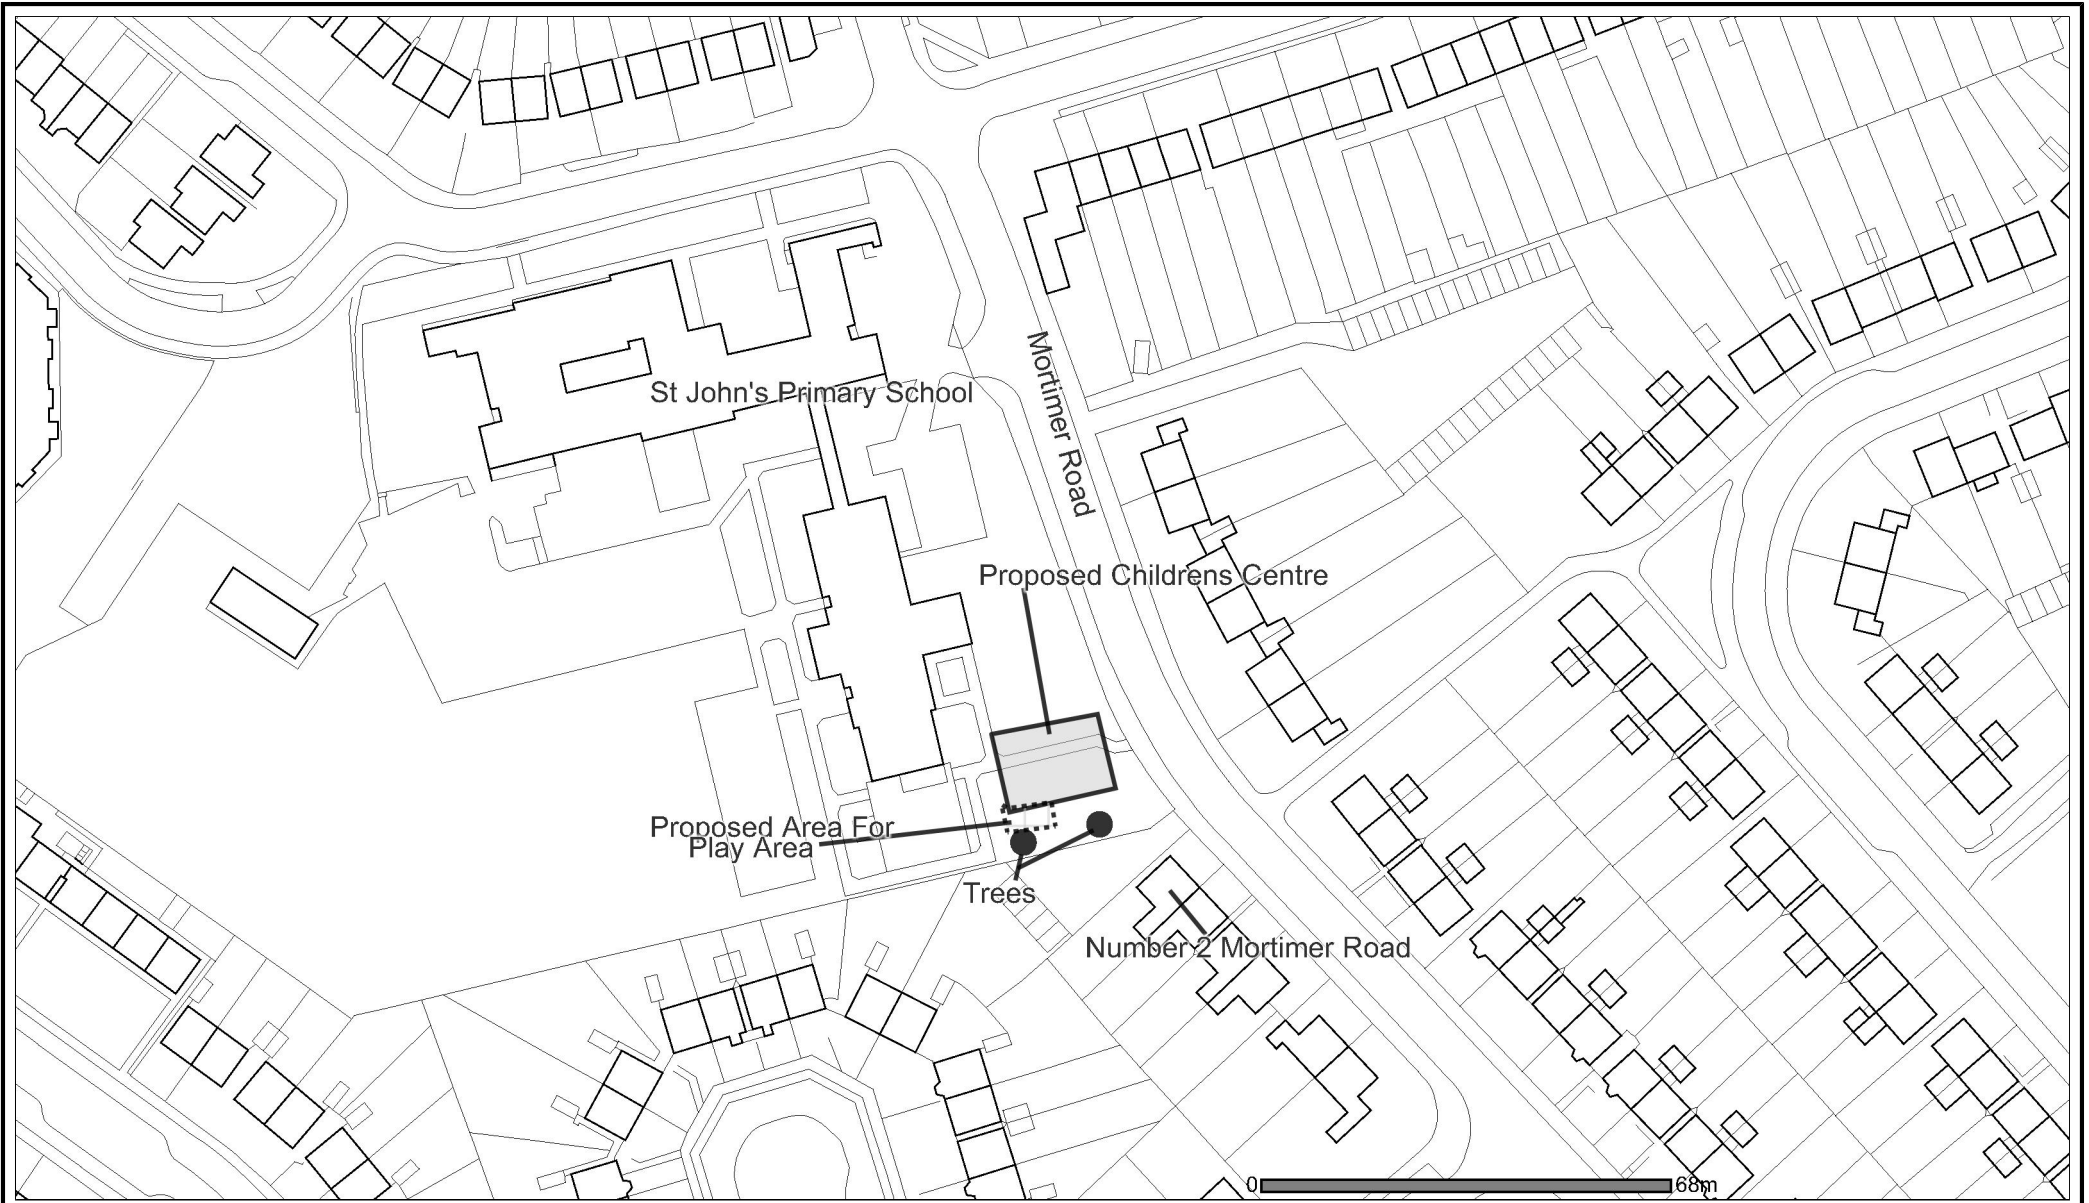 St John's Primary School
Mortimer Road
Proposed Childrens Centre
Proposed Area For
Play Area
Trees
Number 2 Mortimer Road
0
68m